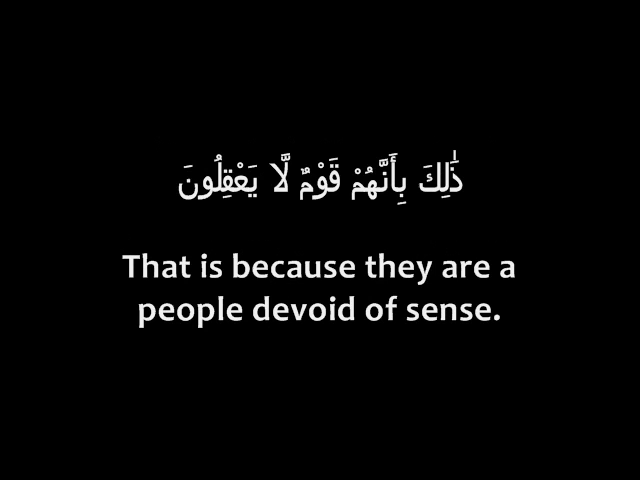 ذَٰلِكَ بِأَنَّهُمْ قَوْمٌ لَّا يَعْقِلُونَ
That is because they are a
people devoid of sense.